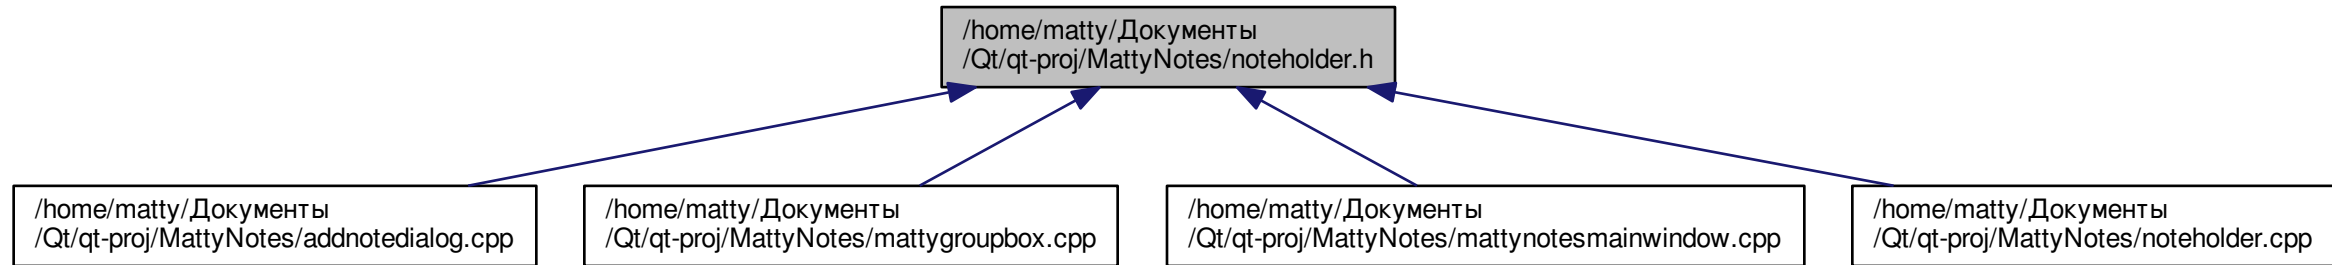 /home/matty/Документы
/Qt/qt-proj/MattyNotes/noteholder.h
/home/matty/Документы
/Qt/qt-proj/MattyNotes/addnotedialog.cpp
/home/matty/Документы
/Qt/qt-proj/MattyNotes/mattygroupbox.cpp
/home/matty/Документы
/Qt/qt-proj/MattyNotes/mattynotesmainwindow.cpp
/home/matty/Документы
/Qt/qt-proj/MattyNotes/noteholder.cpp